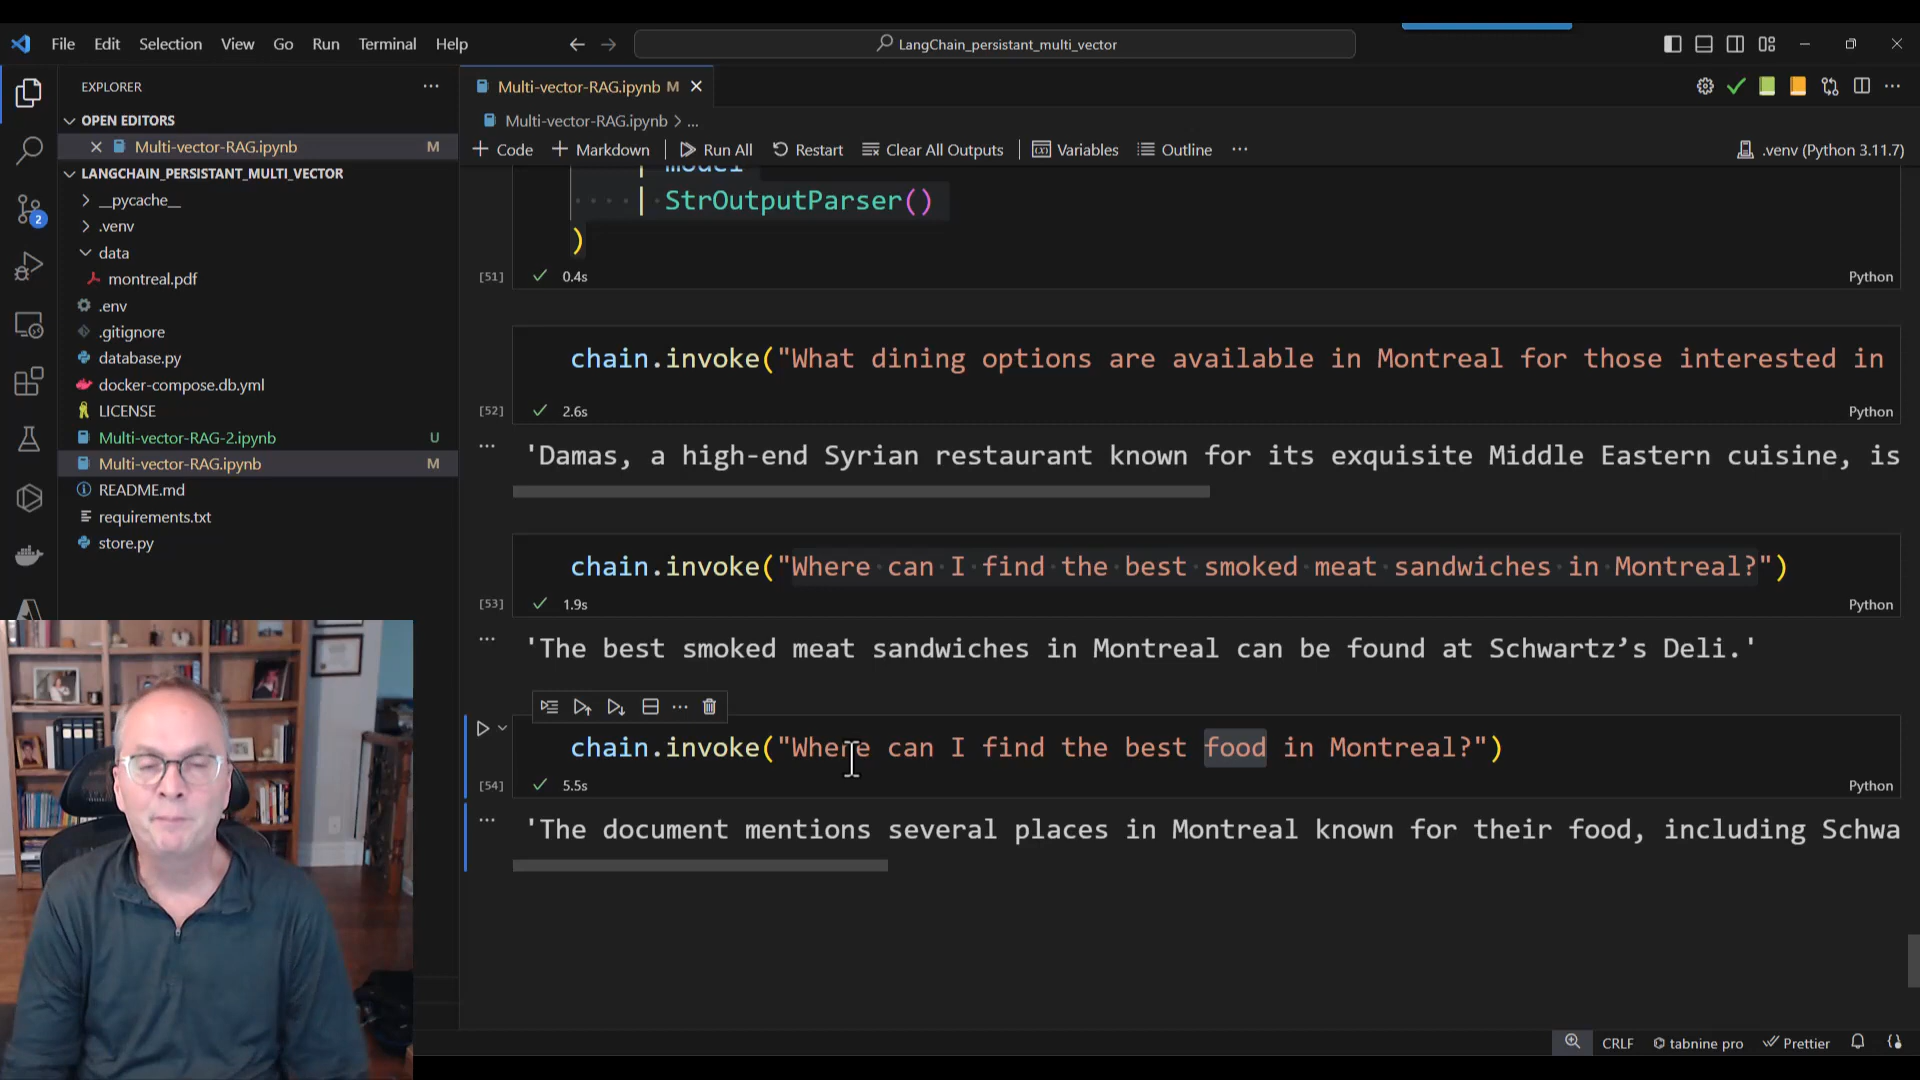 File Edit Selection View Go Run Terminal Help
LangChain_persistant_multi_vector
EXPLORER
OPEN EDITORS
Multi-vector-RAG.ipynb M
LANGCHAIN_PERSISTANT_MULTI_VECTOR
__pycache__
.venv
data
montreal.pdf
.env
.gitignore
database.py
docker-compose.db.yml
LICENSE
Multi-vector-RAG-2.ipynb U
Multi-vector-RAG.ipynb M
README.md
requirements.txt
store.py
2
Multi-vector-RAG.ipynb M
Multi-vector-RAG.ipynb > ...
+ Code + Markdown Run All Restart Clear All Outputs Variables Outline ...
.venv (Python 3.11.7)
| model
| StrOutputParser()
)
[51] 0.4s Python
chain.invoke("What dining options are available in Montreal for those interested in
[52] 2.6s Python
'Damas, a high-end Syrian restaurant known for its exquisite Middle Eastern cuisine, is
chain.invoke("Where can I find the best smoked meat sandwiches in Montreal?")
[53] 1.9s Python
'The best smoked meat sandwiches in Montreal can be found at Schwartz’s Deli.'
chain.invoke("Where can I find the best food in Montreal?")
[54] 5.5s Python
'The document mentions several places in Montreal known for their food, including Schwa
CRLF tabnine pro Prettier